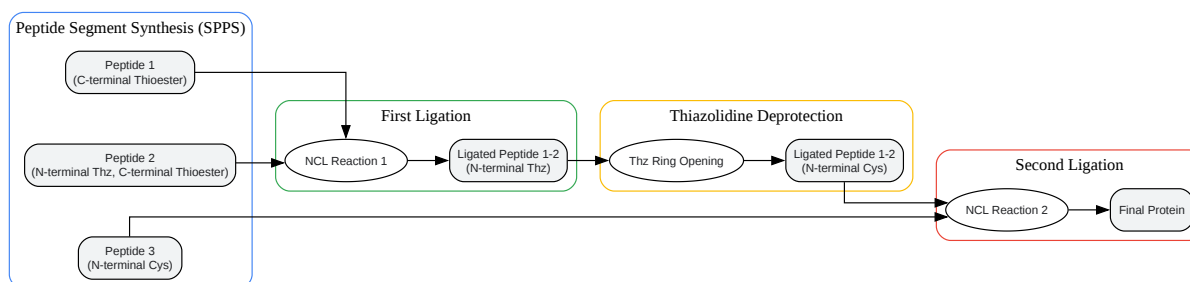 Peptide Segment Synthesis (SPPS)
Peptide 1
(C-terminal Thioester)
Peptide 2
(N-terminal Thz, C-terminal Thioester)
Peptide 3
(N-terminal Cys)
First Ligation
NCL Reaction 1
Ligated Peptide 1-2
(N-terminal Thz)
Thiazolidine Deprotection
Thz Ring Opening
Ligated Peptide 1-2
(N-terminal Cys)
Second Ligation
NCL Reaction 2
Final Protein